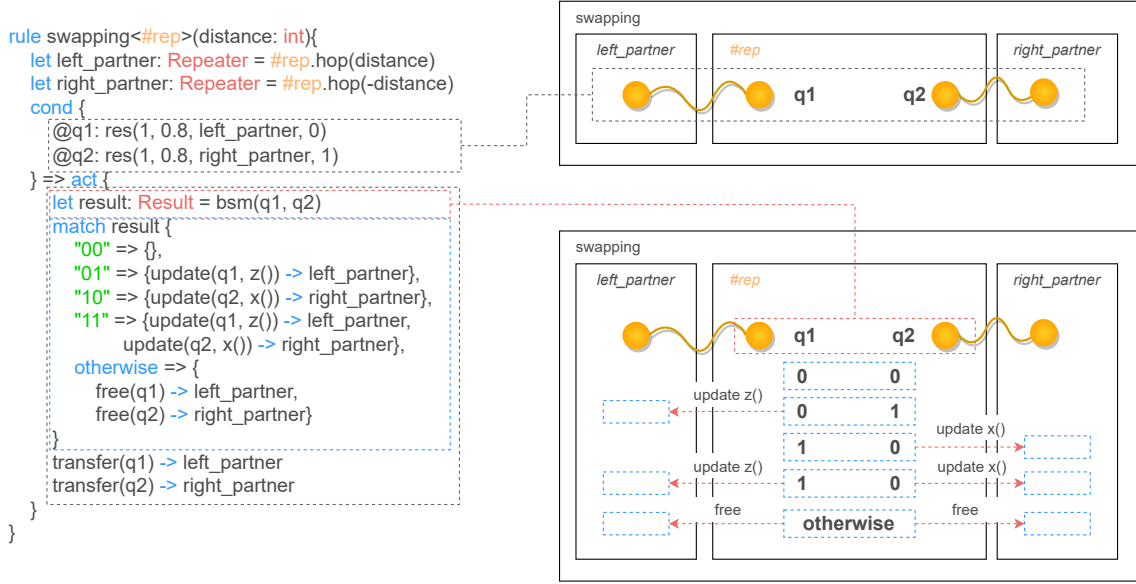 rule swapping<#rep>(distance: int){
let left_partner: Repeater = #rep.hop(distance)
let right_partner: Repeater = #rep.hop(-distance)
cond {
@q1: res(1, 0.8, left_partner, 0)
@q2: res(1, 0.8, right_partner, 1)
} => act {
let result: Result = bsm(q1, q2)
match result {
"00" => {},
"01" => {update(q1, z()) -> left_partner},
"10" => {update(q2, x()) -> right_partner},
"11" => {update(q1, z()) -> left_partner,
update(q2, x()) -> right_partner},
otherwise => {
free(q1) -> left_partner,
free(q2) -> right_partner}
}
transfer(q1) -> left_partner
transfer(q2) -> right_partner
}
}
swapping
left_partner #rep right_partner
q1 q2
swapping
left_partner #rep right_partner
q1 q2
0 0
update z() 0 1
1 0 update x()
update z() 1 0 update x()
free otherwise free